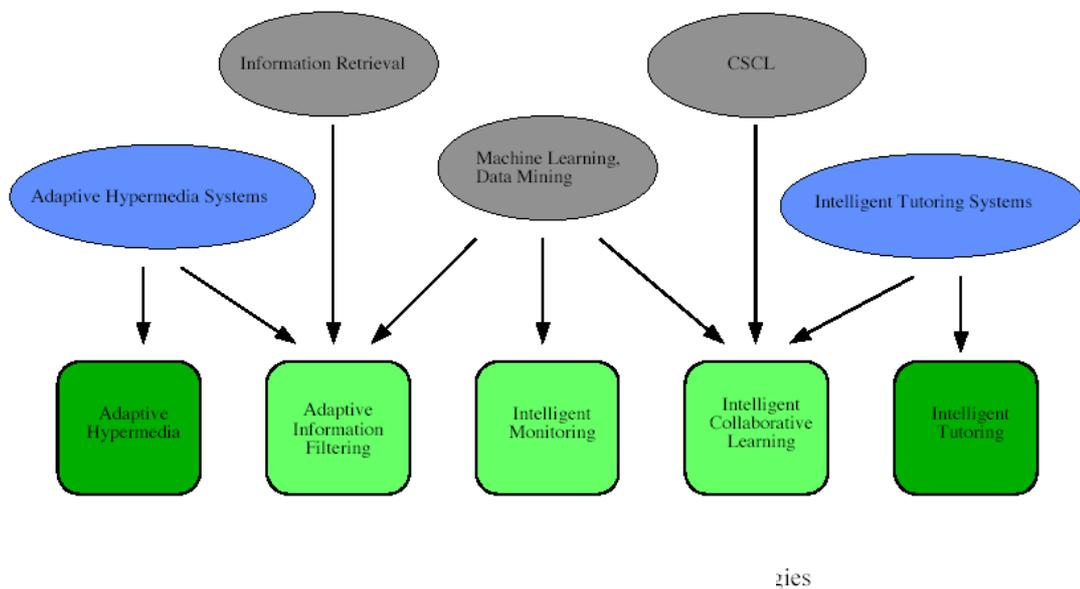 Information Retrieval
CSCL
Machine Learning,
Data Mining
Adaptive Hypermedia Systems
Intelligent Tutoring Systems
Adaptive
Hypermedia
Adaptive
Information
Filtering
Intelligent
Monitoring
Intelligent
Collaborative
Learning
Intelligent
Tutoring